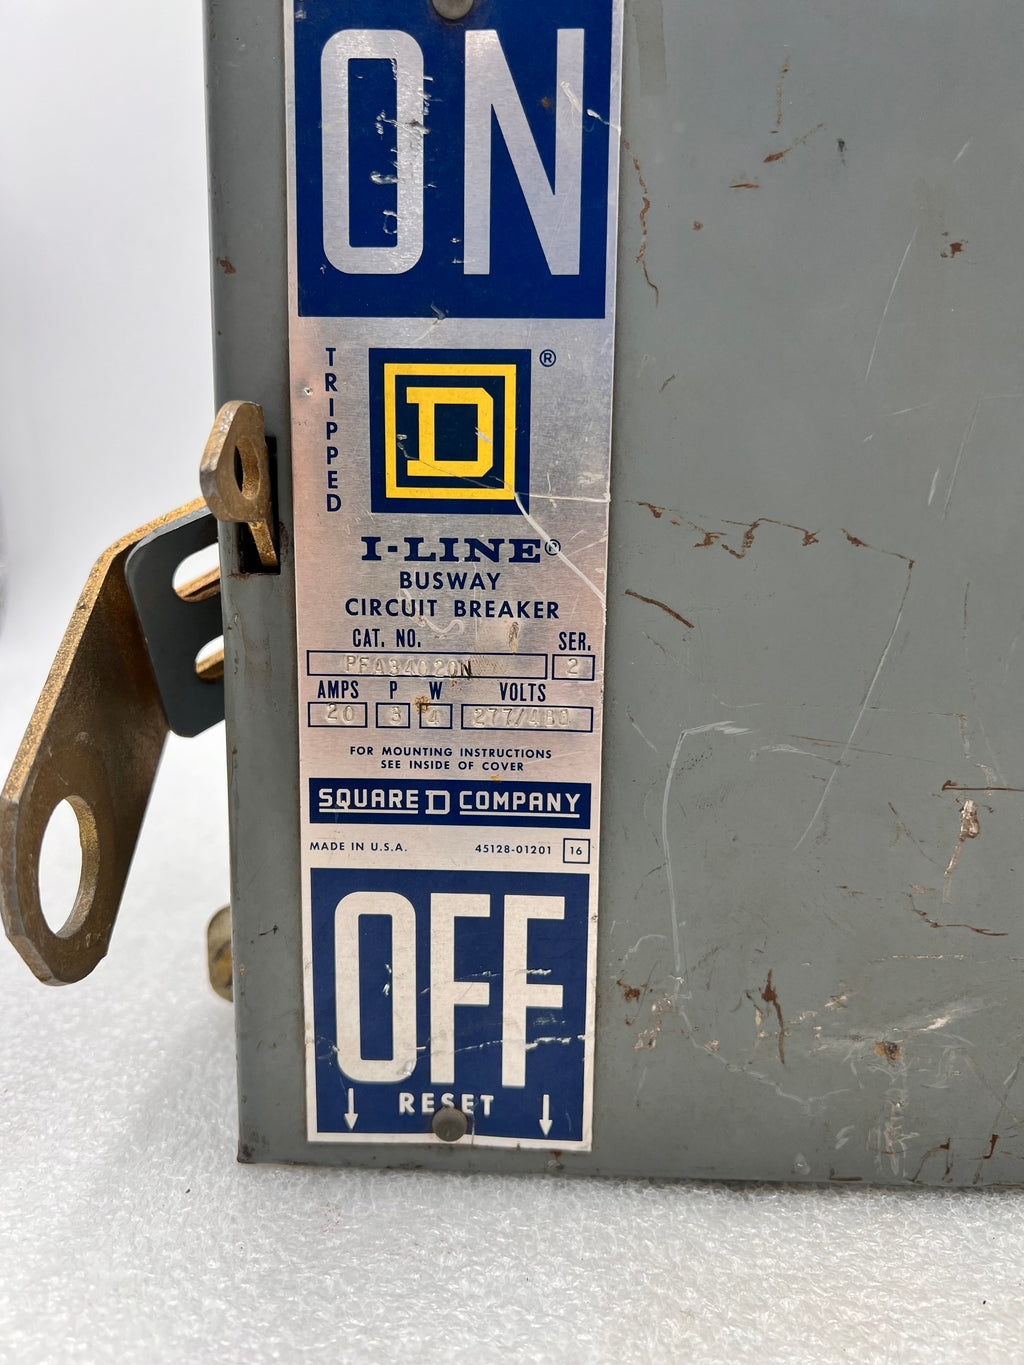 ON
TRIPPED
D ®
I-LINE®
BUSWAY
CIRCUIT BREAKER
CAT. NO. SER.
PFA34020N 2
AMPS P W VOLTS
20 3 4 277/480
FOR MOUNTING INSTRUCTIONS
SEE INSIDE OF COVER
SQUARE D COMPANY
MADE IN U.S.A. 45128-01201 16
OFF
RESET